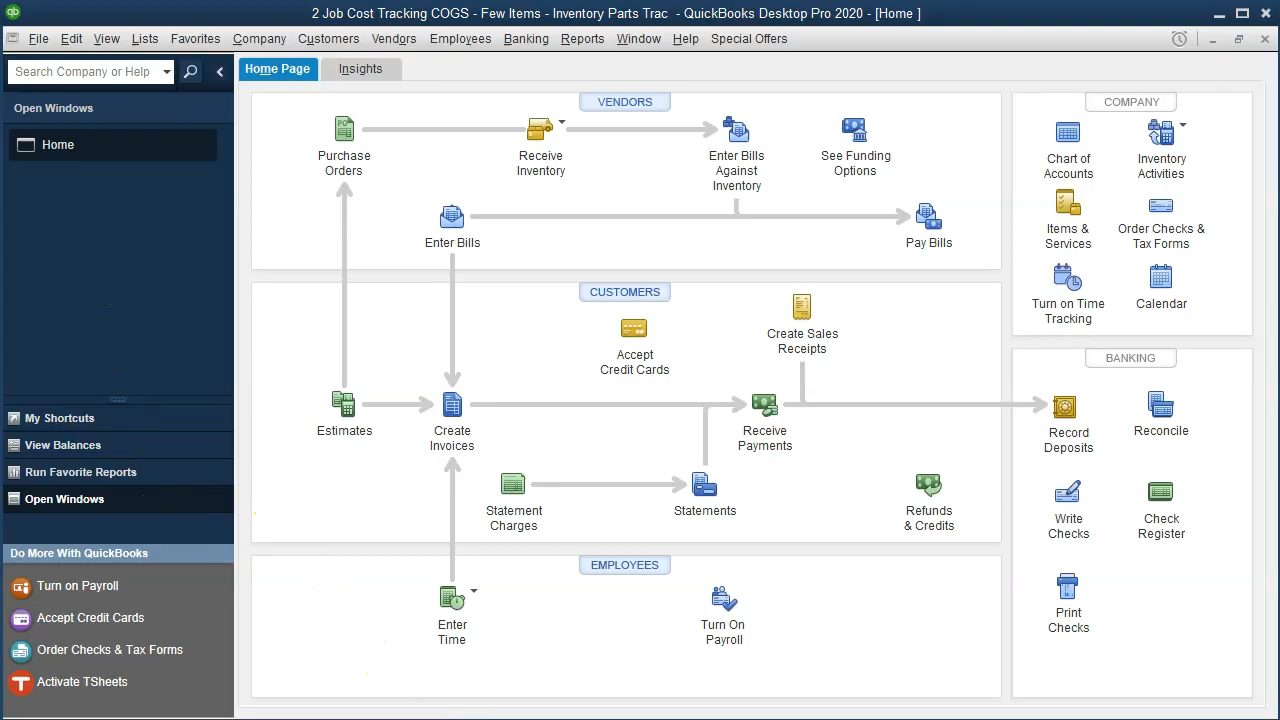 2 Job Cost Tracking COGS - Few Items - Inventory Parts Trac - QuickBooks Desktop Pro 2020 - [Home ]
File Edit View Lists Favorites Company Customers Vendors Employees Banking Reports Window Help Special Offers
Search Company or Help
Home Page Insights
Open Windows
Home
My Shortcuts
View Balances
Run Favorite Reports
Open Windows
Do More With QuickBooks
Turn on Payroll
Accept Credit Cards
Order Checks & Tax Forms
Activate TSheets
VENDORS
PO
Purchase
Orders
Receive
Inventory
Enter Bills
Against
Inventory
See Funding
Options
Enter Bills
Pay Bills
CUSTOMERS
Accept
Credit Cards
Create Sales
Receipts
Estimates
Create
Invoices
Receive
Payments
Statement
Charges
Statements
Refunds
& Credits
EMPLOYEES
Enter
Time
Turn On
Payroll
COMPANY
Chart of
Accounts
Inventory
Activities
Items &
Services
Order Checks &
Tax Forms
Turn on Time
Tracking
Calendar
BANKING
Record
Deposits
Reconcile
Write
Checks
Check
Register
Print
Checks